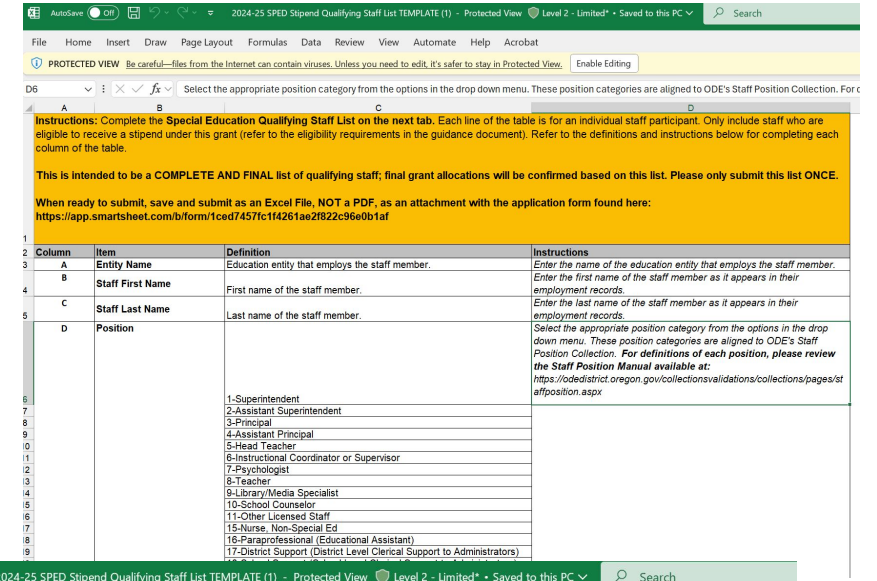 AutoSave Off 2024-25 SPED Stipend Qualifying Staff List TEMPLATE (1) - Protected View Level 2 - Limited* • Saved to this PC Search
File Home Insert Draw Page Layout Formulas Data Review View Automate Help Acrobat
PROTECTED VIEW Be careful—files from the Internet can contain viruses. Unless you need to edit, it's safer to stay in Protected View. Enable Editing
D6 fx Select the appropriate position category from the options in the drop down menu. These position categories are aligned to ODE's Staff Position Collection. For
A B C D
Instructions: Complete the Special Education Qualifying Staff List on the next tab. Each line of the table is for an individual staff participant. Only include staff who are
eligible to receive a stipend under this grant (refer to the eligibility requirements in the guidance document). Refer to the definitions and instructions below for completing each
column of the table.
This is intended to be a COMPLETE AND FINAL list of qualifying staff; final grant allocations will be confirmed based on this list. Please only submit this list ONCE.
When ready to submit, save and submit as an Excel File, NOT a PDF, as an attachment with the application form found here:
https://app.smartsheet.com/b/form/1ced7457fc1f4261ae2f822c96e0b1af
1
2 Column Item Definition Instructions
3 A Entity Name Education entity that employs the staff member. Enter the name of the education entity that employs the staff member.
B Enter the first name of the staff member as it appears in their
4 Staff First Name First name of the staff member. employment records.
C Enter the last name of the staff member as it appears in their
5 Staff Last Name Last name of the staff member. employment records.
D Position Select the appropriate position category from the options in the drop
down menu. These position categories are aligned to ODE's Staff
Position Collection. For definitions of each position, please review
the Staff Position Manual available at:
https://odedistrict.oregon.gov/collectionsvalidations/collections/pages/st
affposition.aspx
6 1-Superintendent
7 2-Assistant Superintendent
8 3-Principal
9 4-Assistant Principal
0 5-Head Teacher
1 6-Instructional Coordinator or Supervisor
2 7-Psychologist
3 8-Teacher
4 9-Library/Media Specialist
5 10-School Counselor
6 11-Other Licensed Staff
7 15-Nurse, Non-Special Ed
8 16-Paraprofessional (Educational Assistant)
9 17-District Support (District Level Clerical Support to Administrators)
2024-25 SPED Stipend Qualifying Staff List TEMPLATE (1) - Protected View Level 2 - Limited* • Saved to this PC Search